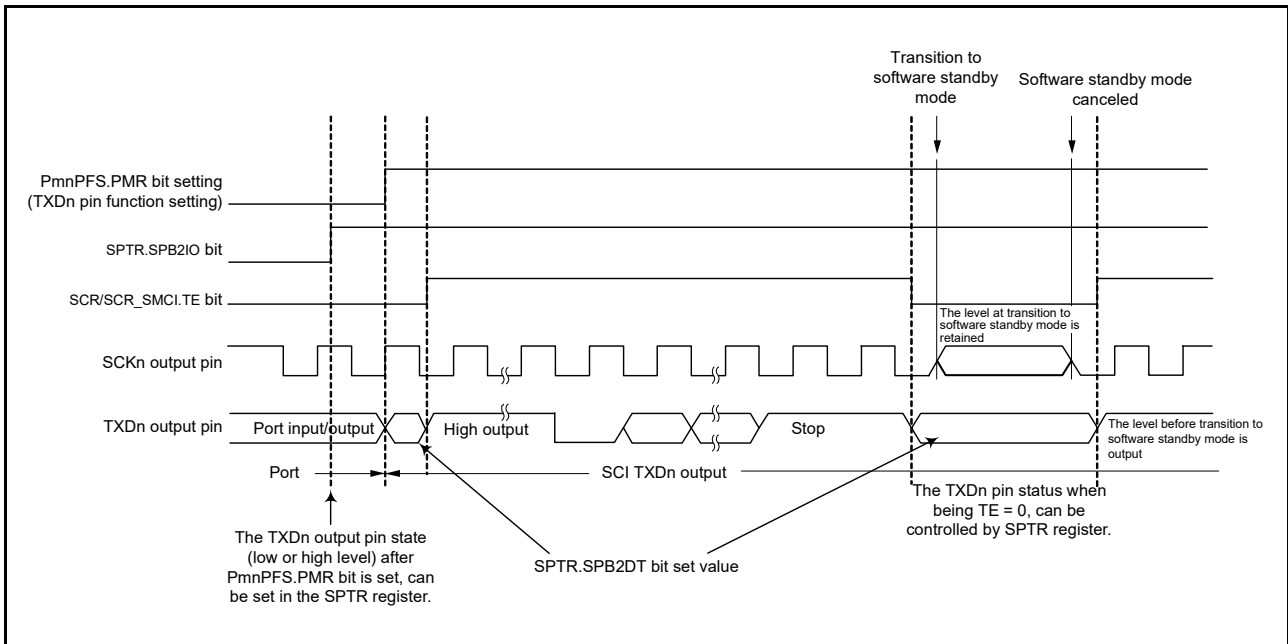 Transition to
software standby
mode
Software standby mode
canceled
PmnPFS.PMR bit setting
(TXDn pin function setting)
SPTR.SPB2IO bit
SCR/SCR_SMCI.TE bit
The level at transition to
software standby mode is
retained
SCKn output pin
TXDn output pin
Port input/output
High output
Stop
The level before transition to
software standby mode is
output
Port
SCI TXDn output
The TXDn pin status when
being TE = 0, can be
controlled by SPTR register.
The TXDn output pin state
(low or high level) after
PmnPFS.PMR bit is set, can
be set in the SPTR register.
SPTR.SPB2DT bit set value